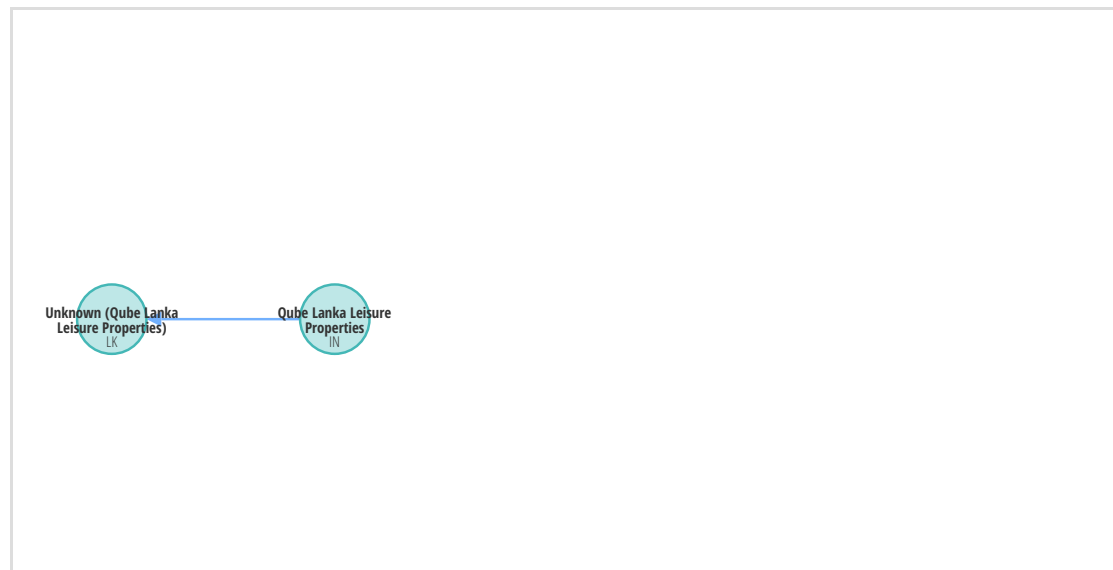 Unknown (Qube Lanka
Leisure Properties)
LK
Qube Lanka Leisure
Properties
IN